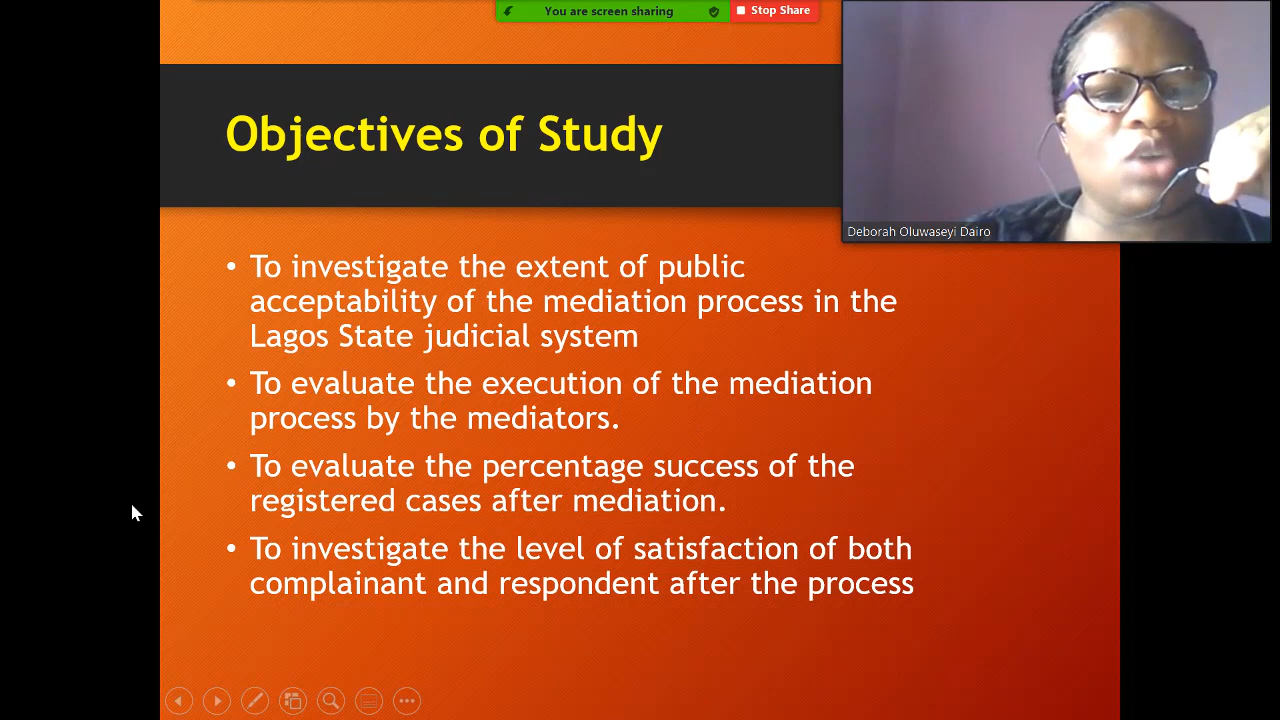 You are screen sharing
Stop Share
Objectives of Study
Deborah Oluwaseyi Dairo
• To investigate the extent of public
acceptability of the mediation process in the
Lagos State judicial system
• To evaluate the execution of the mediation
process by the mediators.
• To evaluate the percentage success of the
registered cases after mediation.
• To investigate the level of satisfaction of both
complainant and respondent after the process